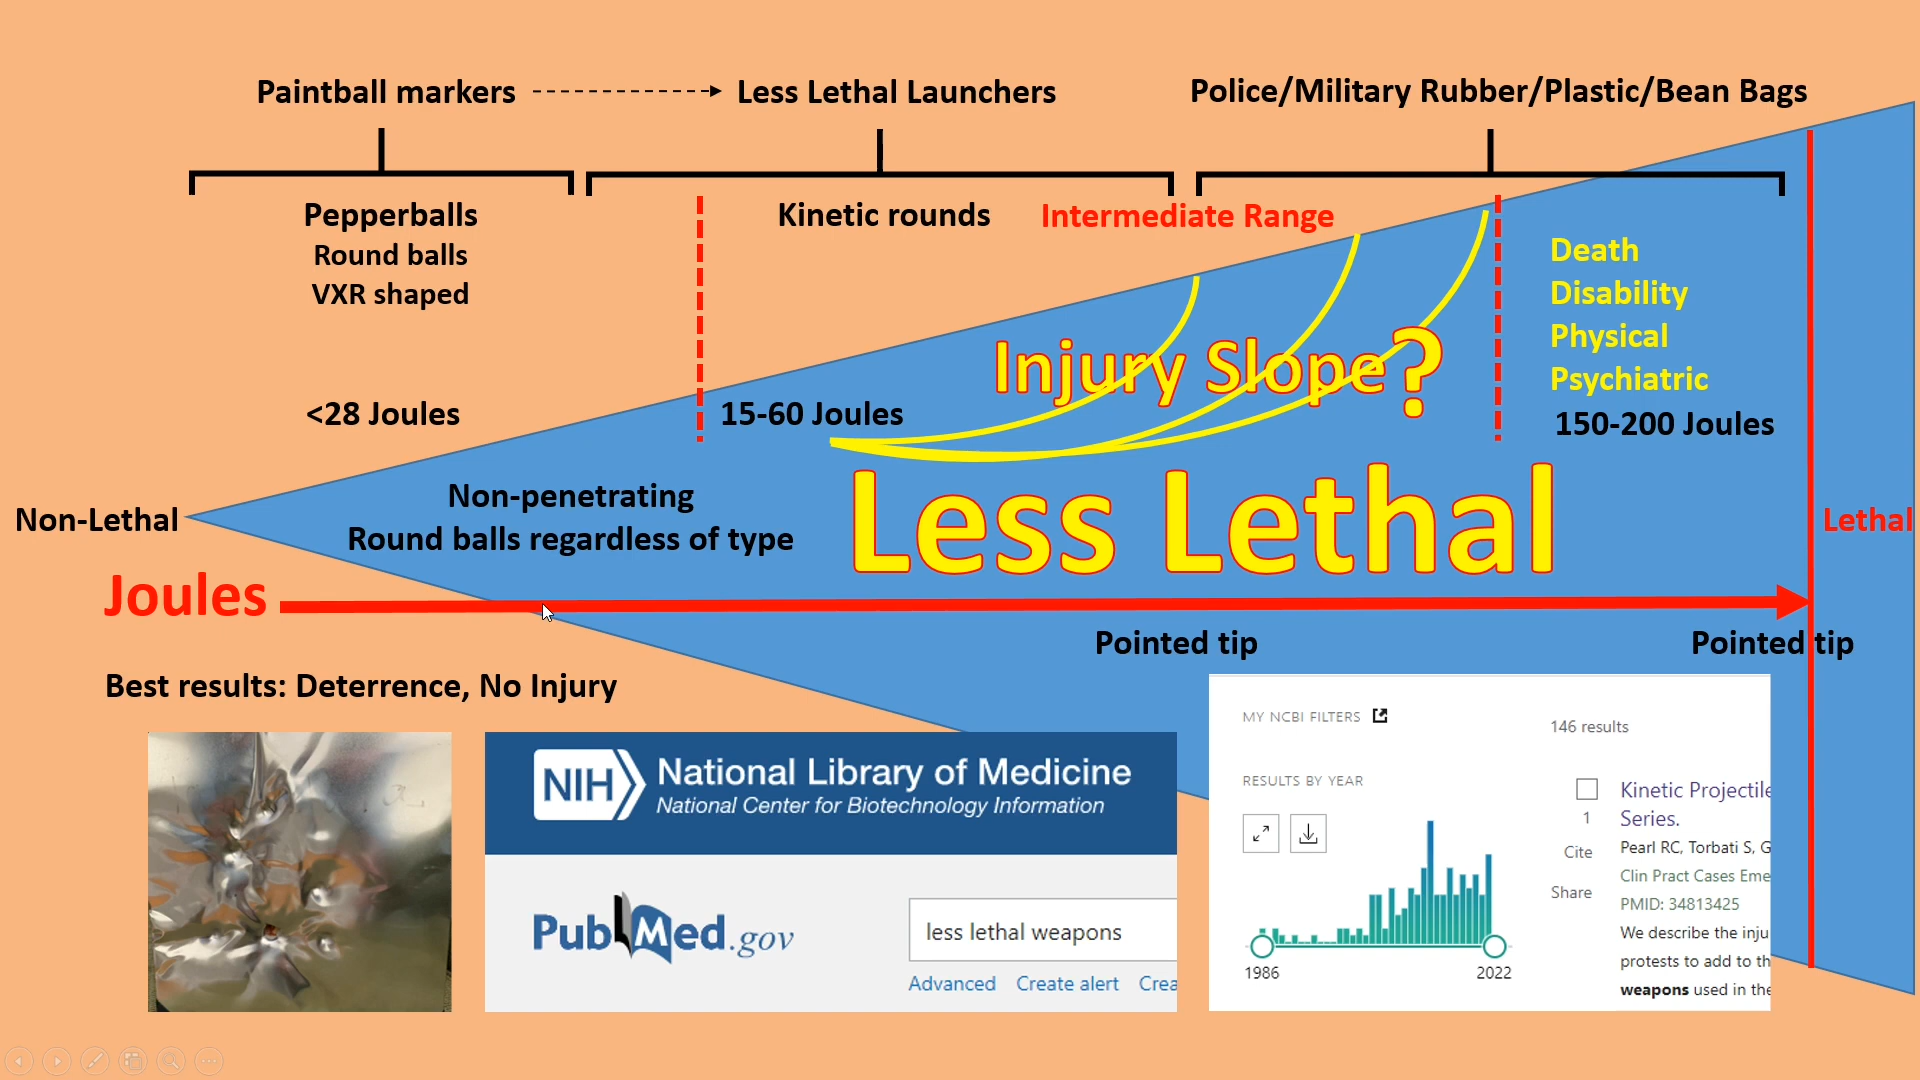 Paintball markers
Less Lethal Launchers
Police/Military Rubber/Plastic/Bean Bags
Pepperballs
Round balls
VXR shaped
Kinetic rounds
Intermediate Range
Death
Disability
Physical
Psychiatric
Injury Slope?
<28 Joules
15-60 Joules
150-200 Joules
Non-penetrating
Round balls regardless of type
Non-Lethal
Less Lethal
Lethal
Joules
Pointed tip
Pointed tip
Best results: Deterrence, No Injury
NIH
National Library of Medicine
National Center for Biotechnology Information
PubMed.gov
less lethal weapons
Advanced Create alert Crea
MY NCBI FILTERS
146 results
RESULTS BY YEAR
1986
2022
1
Cite
Share
Kinetic Projectile
Series.
Pearl RC, Torbati S, G
Clin Pract Cases Eme
PMID: 34813425
We describe the inju
protests to add to th
weapons used in the